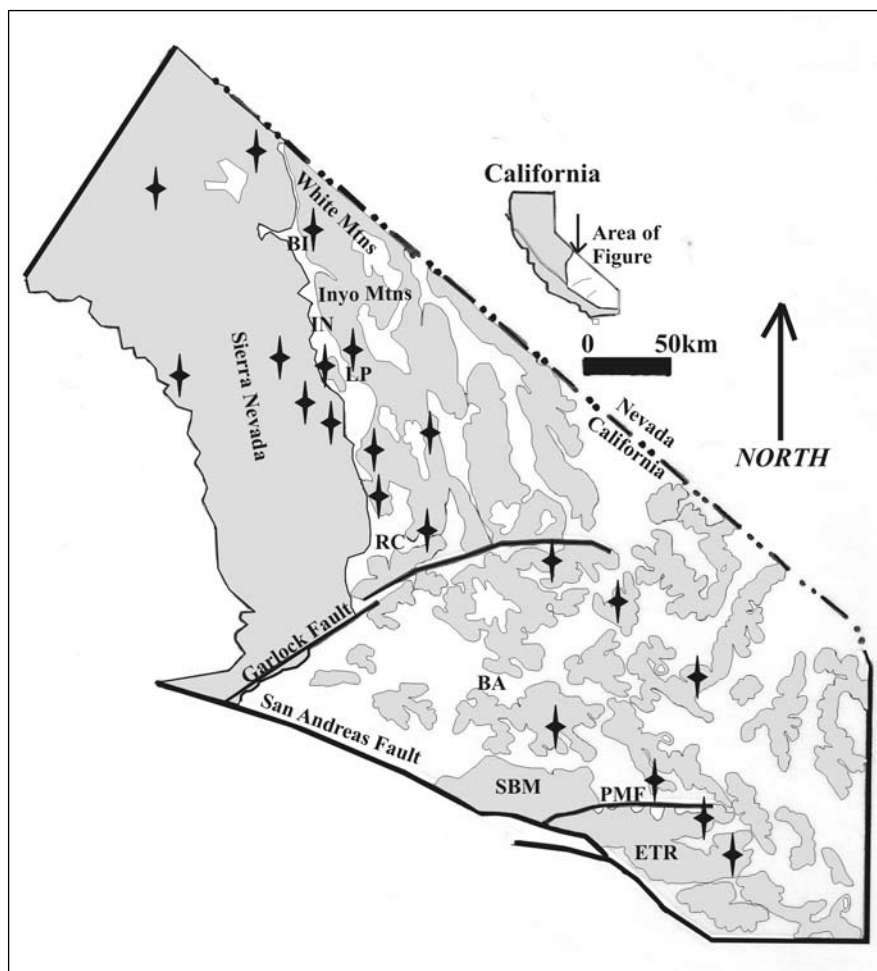 California
Area of
Figure
0 50km
White Mtns
BI
Inyo Mtns
IN
LP
Sierra Nevada
Nevada
California
NORTH
RC
Garlock Fault
BA
San Andreas Fault
SBM
PMF
ETR